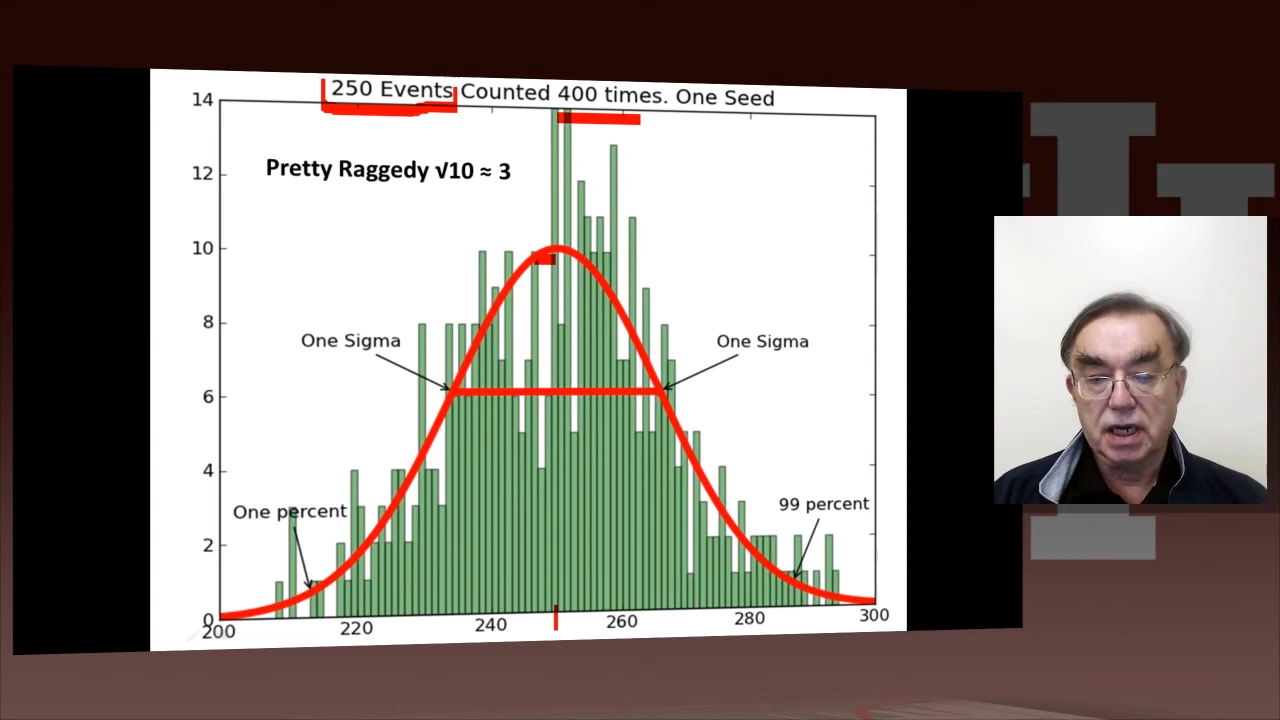 250 Events Counted 400 times. One Seed
14
Pretty Raggedy √10 ≈ 3
12
10
8
One Sigma
One Sigma
6
4
One percent
99 percent
2
0
200
220
240
260
280
300